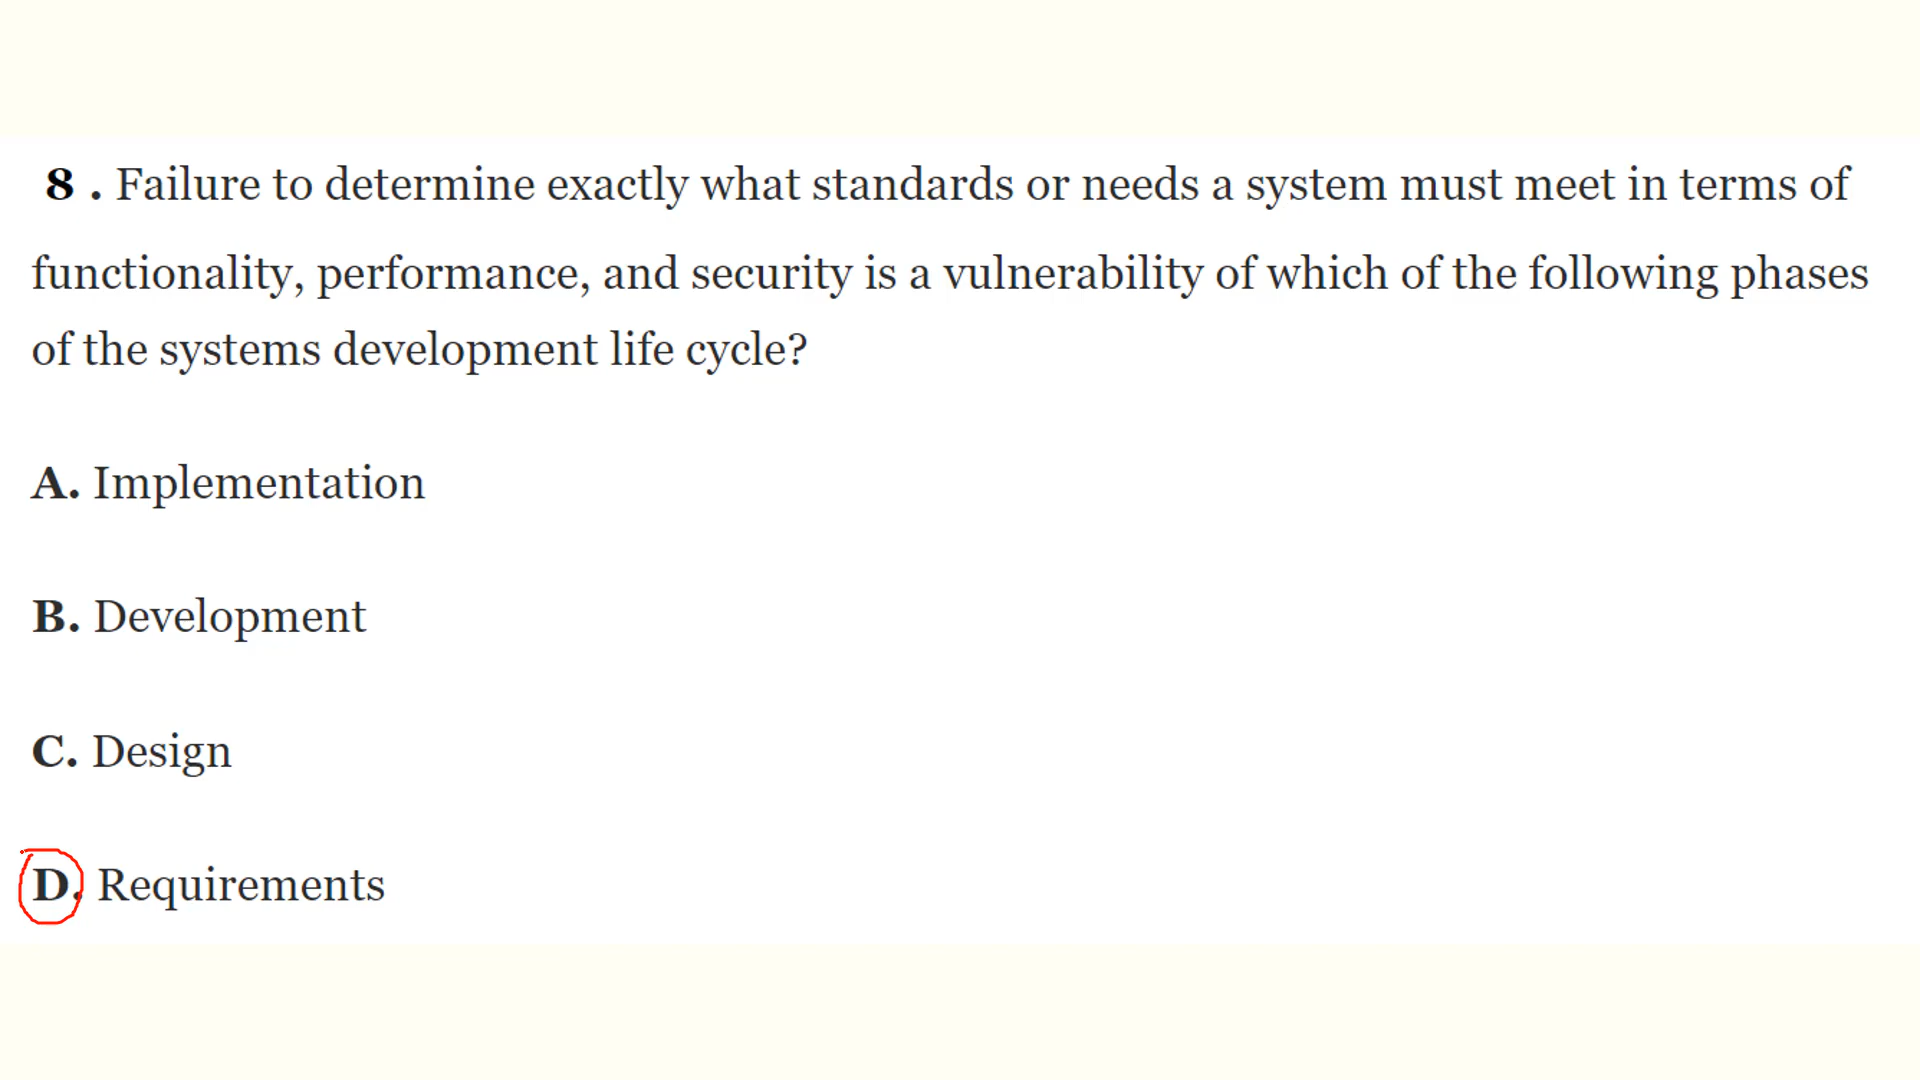 8 . Failure to determine exactly what standards or needs a system must meet in terms of
functionality, performance, and security is a vulnerability of which of the following phases
of the systems development life cycle?
A. Implementation
B. Development
C. Design
D. Requirements